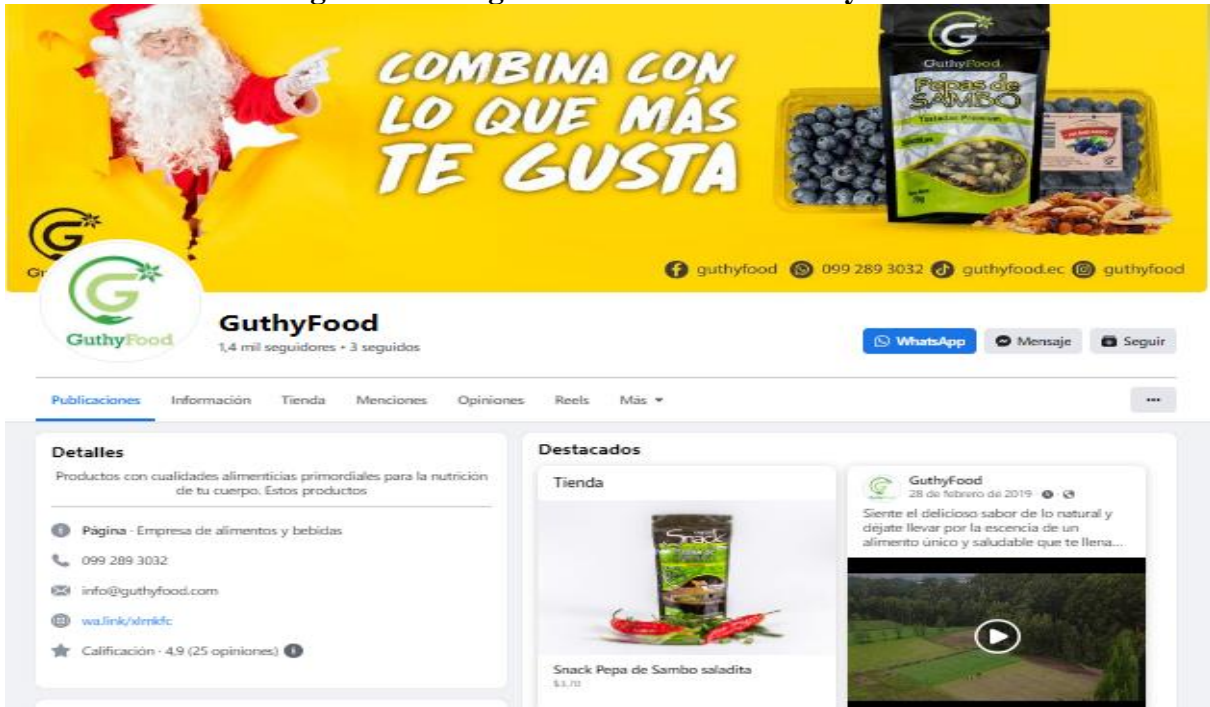 COMBINA CON
LO QUE MÁS
TE GUSTA
G
GuthyFood
Pepas de
SAMBO
Tostadas Premium
guthyfood 099 289 3032 guthyfood.ec guthyfood
GuthyFood
GuthyFood
1,4 mil seguidores • 3 seguidos
WhatsApp Mensaje Seguir
Publicaciones Información Tienda Menciones Opiniones Reels Más
Detalles
Productos con cualidades alimenticias primordiales para la nutrición
de tu cuerpo. Estos productos
Página · Empresa de alimentos y bebidas
099 289 3032
info@guthyfood.com
wa.link/xlmkfc
Calificación · 4,9 (25 opiniones)
Destacados
Tienda
Snack
Snack Pepa de Sambo saladita
$3,70
GuthyFood
28 de febrero de 2019
Siente el delicioso sabor de lo natural y
déjate llevar por la escencia de un
alimento único y saludable que te llena...